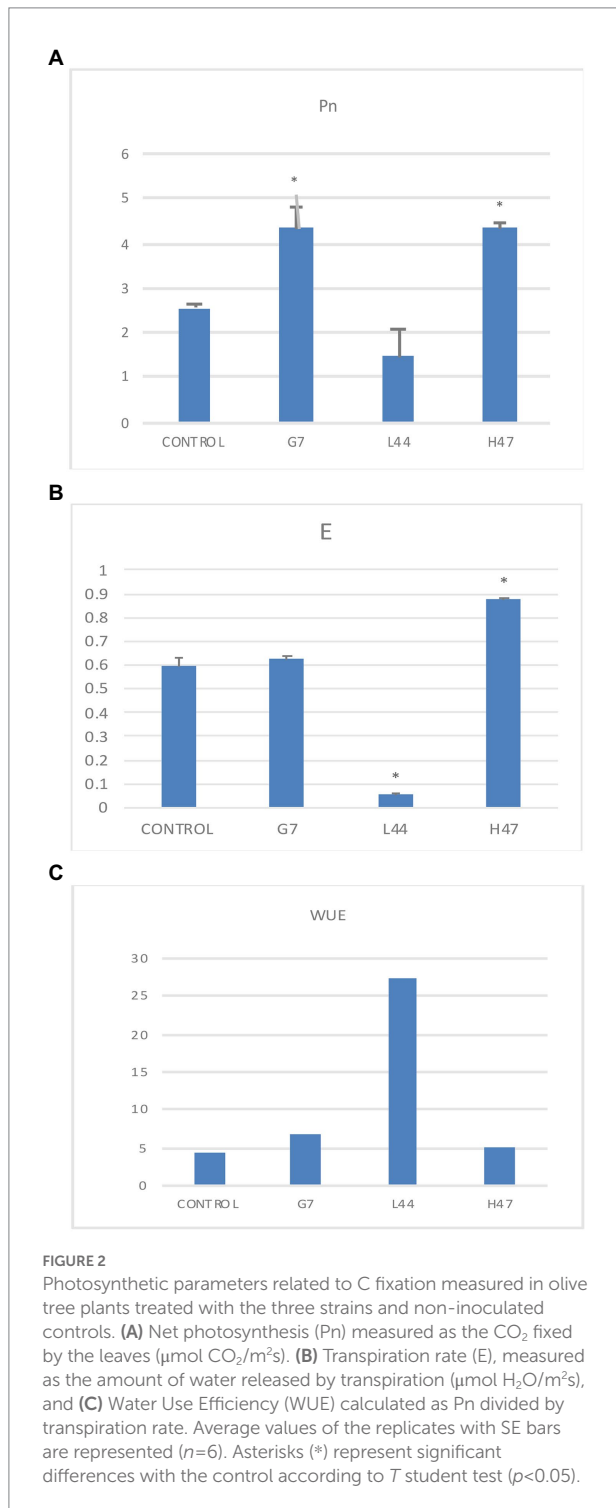 A
Pn
6
5
4
3
2
1
0
*
*
CONTROL G7 L44 H47
B
E
1
0.9
0.8
0.7
0.6
0.5
0.4
0.3
0.2
0.1
0
*
*
CONTROL G7 L44 H47
C
WUE
30
25
20
15
10
5
0
CONTROL G7 L44 H47
FIGURE 2
Photosynthetic parameters related to C fixation measured in olive
tree plants treated with the three strains and non-inoculated
controls. (A) Net photosynthesis (Pn) measured as the CO₂ fixed
by the leaves (μmol CO₂/m²s). (B) Transpiration rate (E), measured
as the amount of water released by transpiration (μmol H₂O/m²s),
and (C) Water Use Efficiency (WUE) calculated as Pn divided by
transpiration rate. Average values of the replicates with SE bars
are represented (n=6). Asterisks (*) represent significant
differences with the control according to T student test (p<0.05).